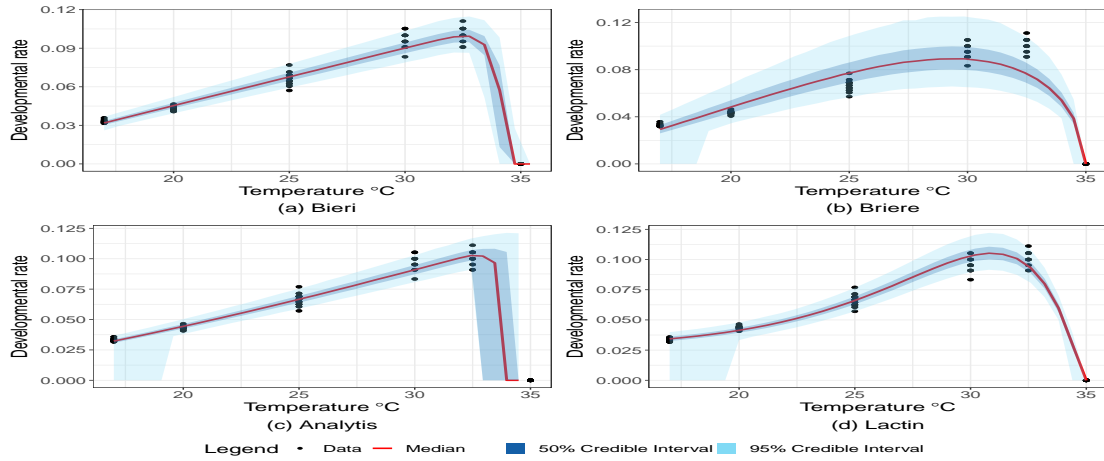 Developmental rate
0.12
0.09
0.06
0.03
0.00
20 25 30 35
Temperature °C
(a) Bieri
Developmental rate
0.12
0.08
0.04
0.00
20 25 30 35
Temperature °C
(b) Briere
Developmental rate
0.125
0.100
0.075
0.050
0.025
0.000
20 25 30 35
Temperature °C
(c) Analytis
Developmental rate
0.125
0.100
0.075
0.050
0.025
0.000
20 25 30 35
Temperature °C
(d) Lactin
Legend Data Median 50% Credible Interval 95% Credible Interval